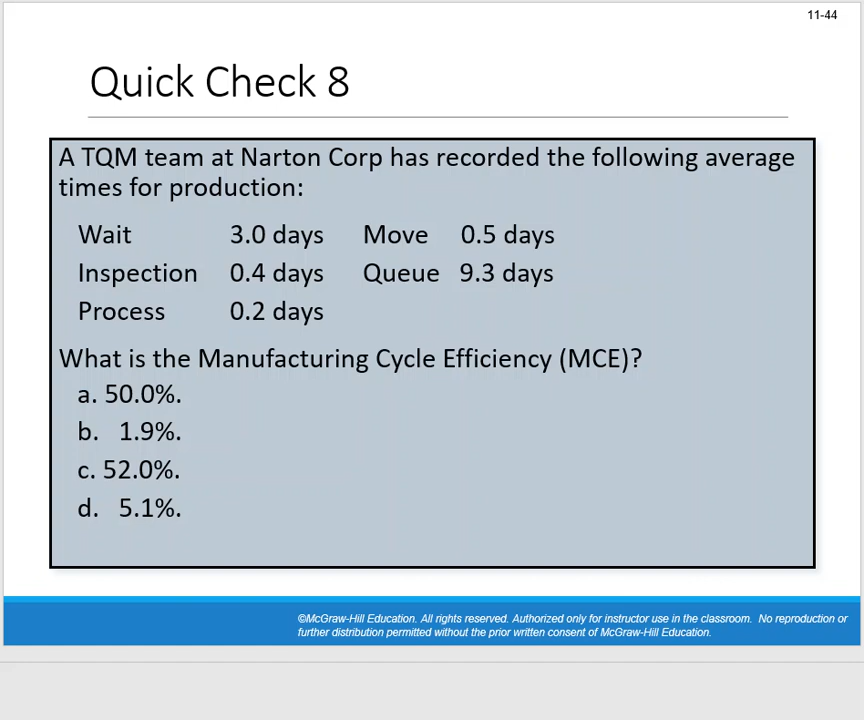 11-44
Quick Check 8
A TQM team at Narton Corp has recorded the following average
times for production:
Wait 3.0 days Move 0.5 days
Inspection 0.4 days Queue 9.3 days
Process 0.2 days
What is the Manufacturing Cycle Efficiency (MCE)?
a. 50.0%.
b. 1.9%.
c. 52.0%.
d. 5.1%.
©McGraw-Hill Education. All rights reserved. Authorized only for instructor use in the classroom. No reproduction or
further distribution permitted without the prior written consent of McGraw-Hill Education.